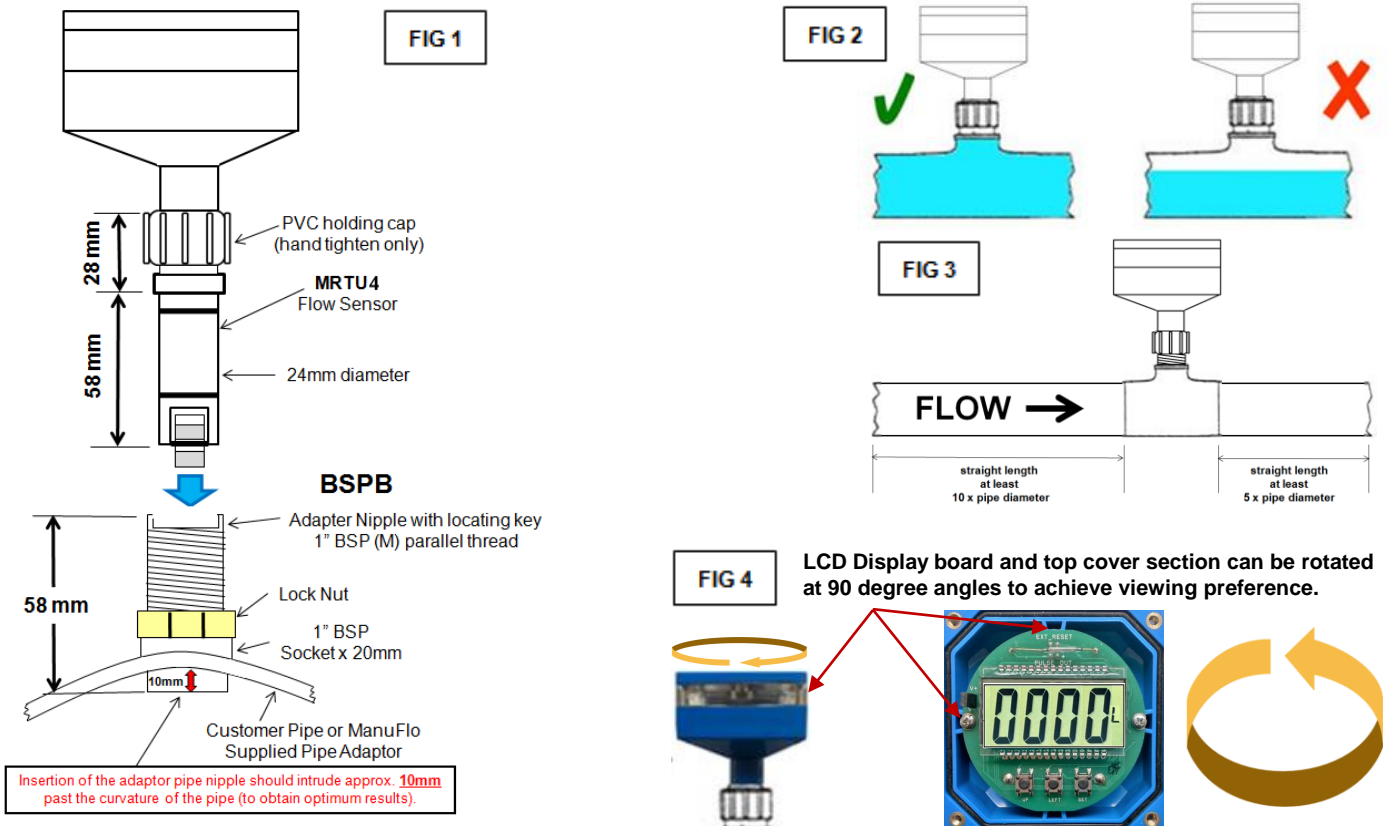 FIG 1
28 mm
58 mm
PVC holding cap
(hand tighten only)
MRTU4
Flow Sensor
24mm diameter
BSPB
Adapter Nipple with locating key
1” BSP (M) parallel thread
58 mm
Lock Nut
1” BSP
Socket x 20mm
10mm
Customer Pipe or ManuFlo
Supplied Pipe Adaptor
Insertion of the adaptor pipe nipple should intrude approx. 10mm
past the curvature of the pipe (to obtain optimum results).
FIG 2
FIG 3
FLOW
straight length
at least
10 x pipe diameter
straight length
at least
5 x pipe diameter
FIG 4
LCD Display board and top cover section can be rotated
at 90 degree angles to achieve viewing preference.
EXT_RESET
PULSE OUT
V+
0000
L
UP
LEFT
SET